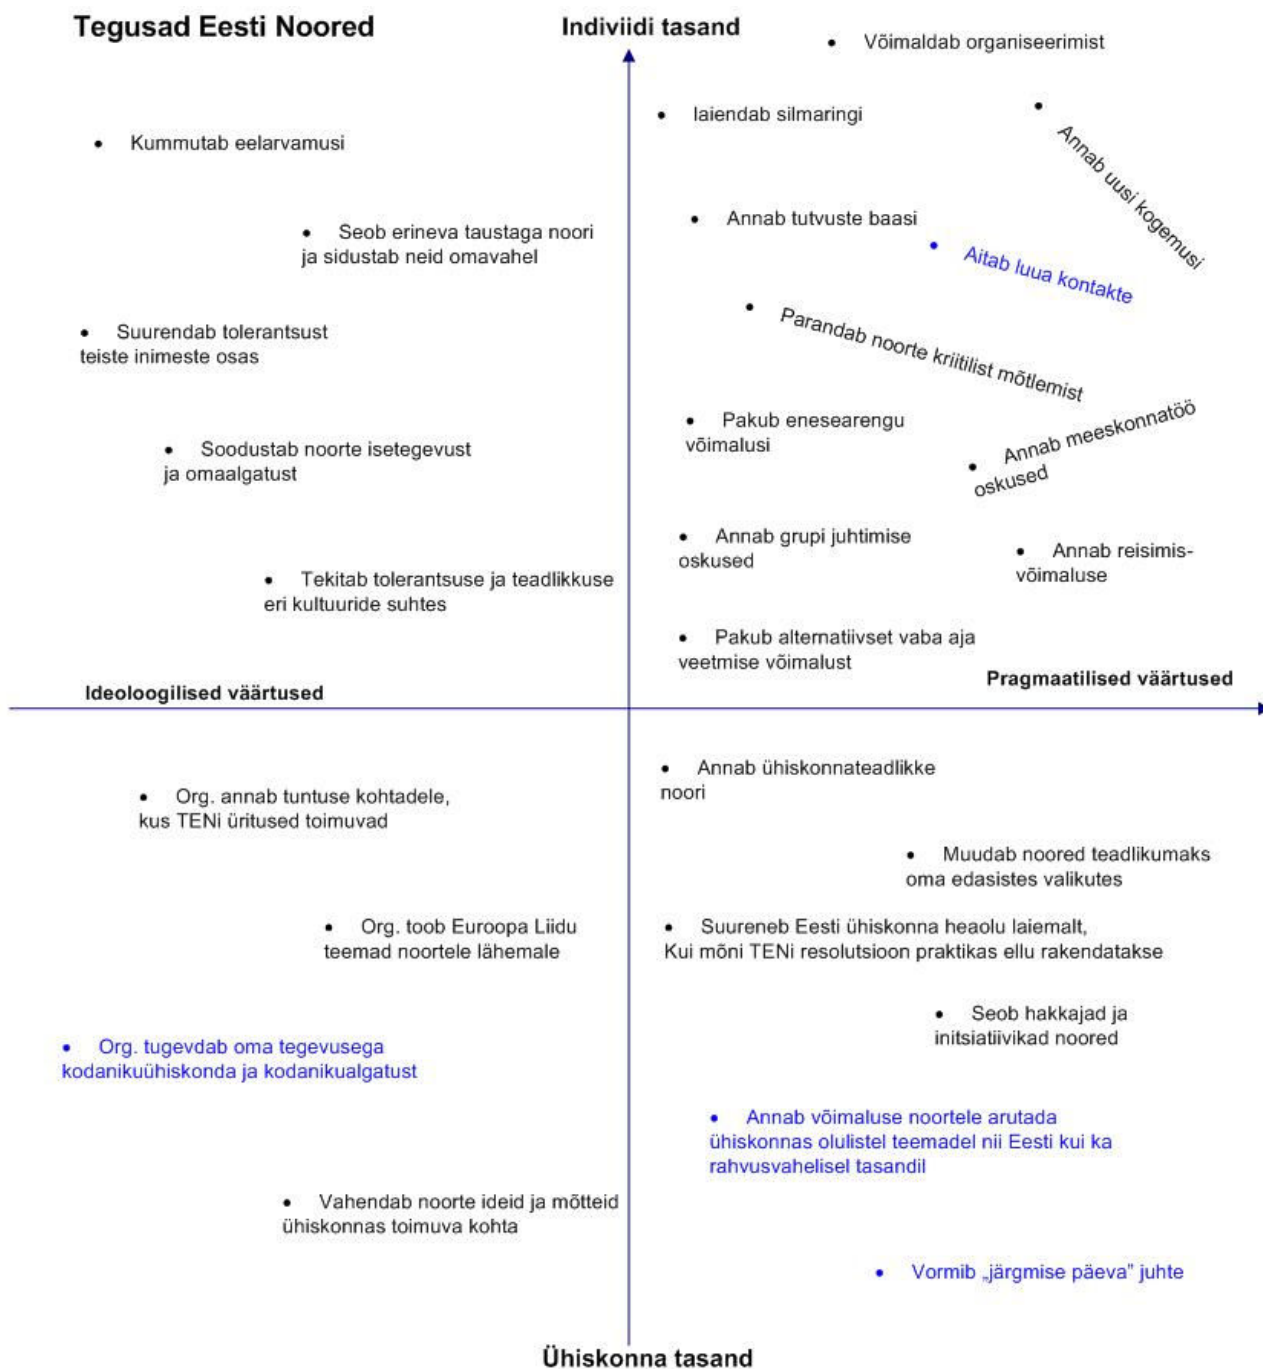 Tegusad Eesti Noored
Indiviidi tasand
• Võimaldab organiseerimist
• laiendab silmaringi
• Annab uusi kogemusi
• Kummutab eelarvamusi
• Annab tutvuste baasi
• Seob erineva taustaga noori
ja sidustab neid omavahel
• Aitab luua kontakte
• Parandab noorte kriitilist mõtlemist
• Suurendab tolerantsust
teiste inimeste osas
• Pakub enesearengu
võimalusi
• Annab meeskonnatöö
oskused
• Soodustab noorte isetegevust
ja omaalgatust
• Annab grupi juhtimise
oskused
• Annab reisimis-
võimaluse
• Tekitab tolerantsuse ja teadlikkuse
eri kultuuride suhtes
• Pakub alternatiivset vaba aja
veetmise võimalust
Ideoloogilised väärtused
Pragmaatilised väärtused
• Annab ühiskonnateadlikke
noori
• Org. annab tuntuse kohtadele,
kus TENi üritused toimuvad
• Muudab noored teadlikumaks
oma edasistes valikutes
• Org. toob Euroopa Liidu
teemad noortele lähemale
• Suureneb Eesti ühiskonna heaolu laiemalt,
Kui mõni TENi resolutsioon praktikas ellu rakendatakse
• Seob hakkajad ja
initsiatiivikad noored
• Org. tugevdab oma tegevusega
kodanikuühiskonda ja kodanikualgatust
• Annab võimaluse noortele arutada
ühiskonnas olulistel teemadel nii Eesti kui ka
rahvusvahelisel tasandil
• Vahendab noorte ideid ja mõtteid
ühiskonnas toimuva kohta
• Vormib „järgmise päeva” juhte
Ühiskonna tasand